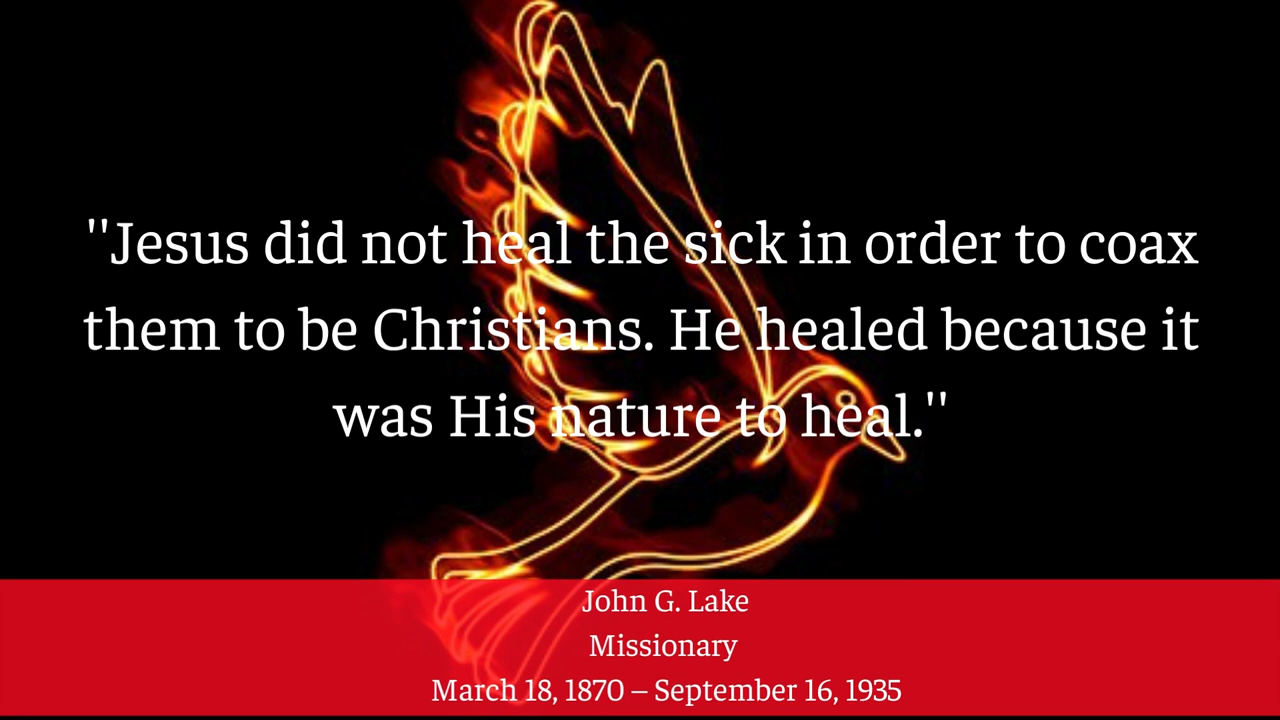 "Jesus did not heal the sick in order to coax
them to be Christians. He healed because it
was His nature to heal."
John G. Lake
Missionary
March 18, 1870 – September 16, 1935